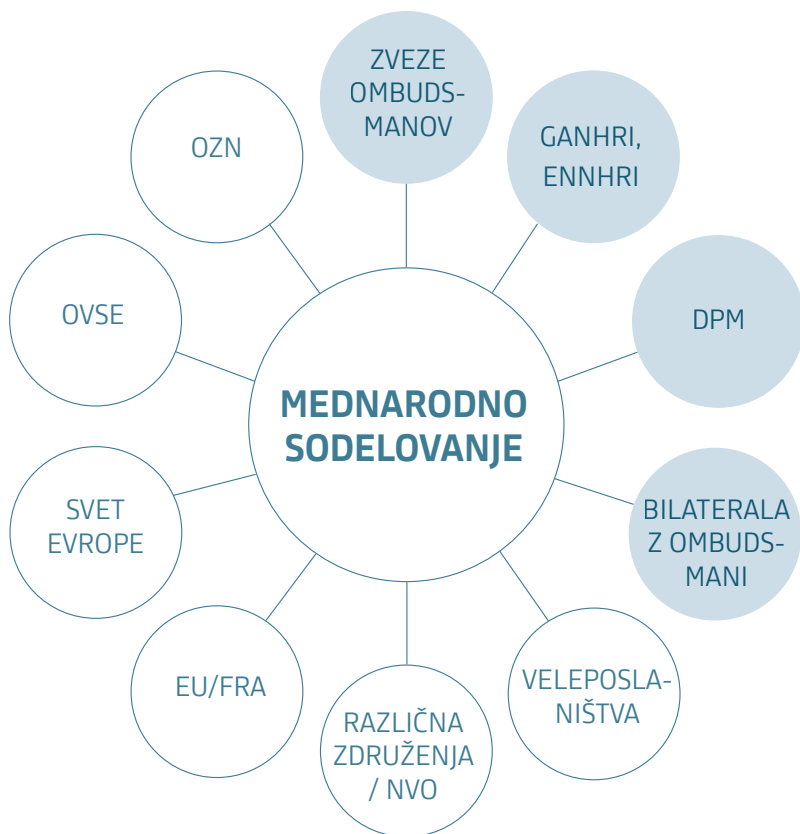 ZVEZE
OMBUDS-
MANOV
GANHRI,
ENNHRI
DPM
BILATERALA
Z OMBUDS-
MANI
VELEPOSLA-
NIŠTVA
RAZLIČNA
ZDRUŽENJA
/ NVO
EU/FRA
SVET
EVROPE
OVSE
OZN
MEDNARODNO
SODELOVANJE